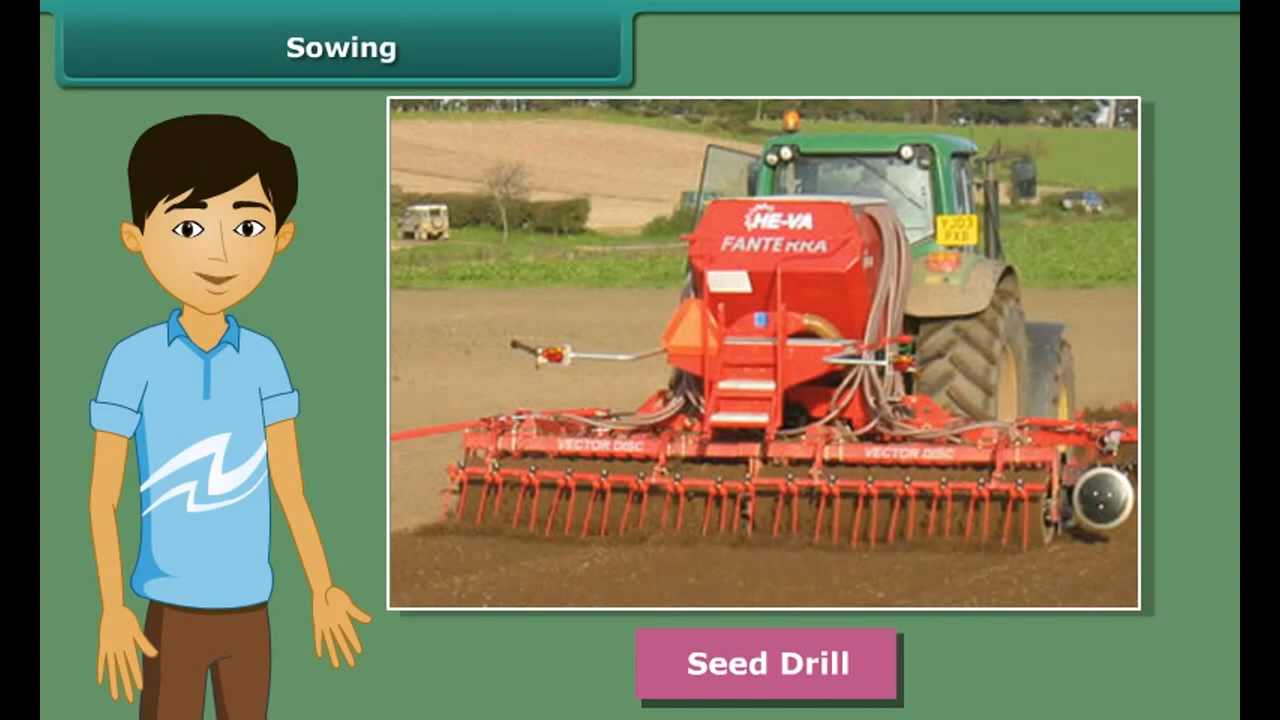 Sowing
HE-VA
FANTERRA
VECTOR DISC
VECTOR DISC
Seed Drill